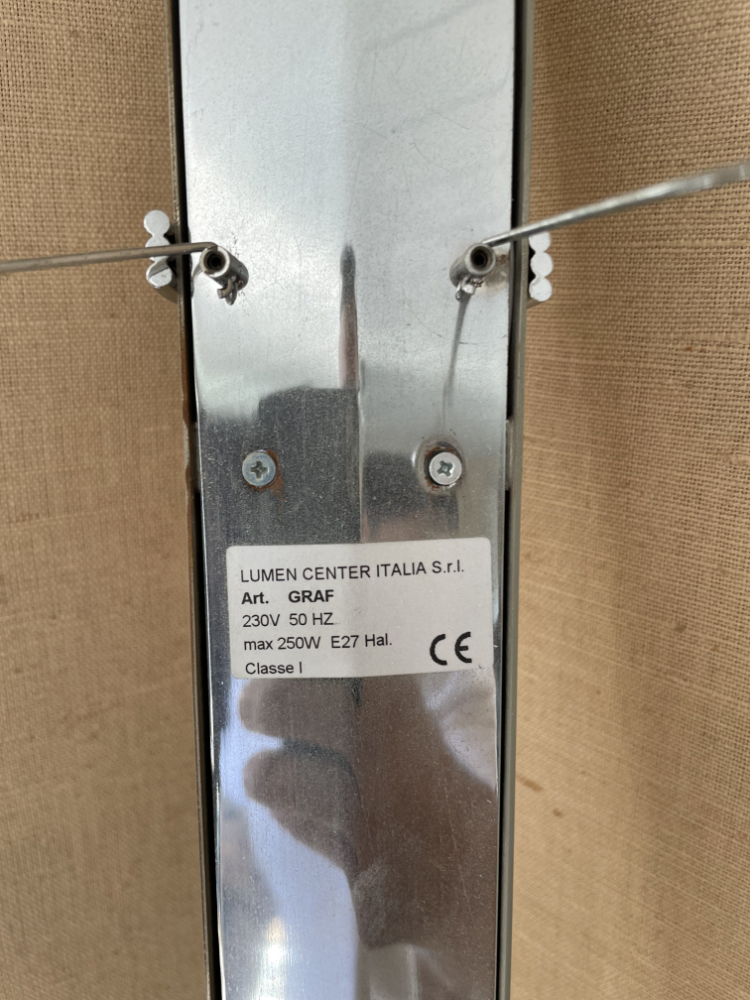 LUMEN CENTER ITALIA S.r.l.
Art. GRAF
230V 50 HZ
max 250W E27 Hal.
Classe I
CE